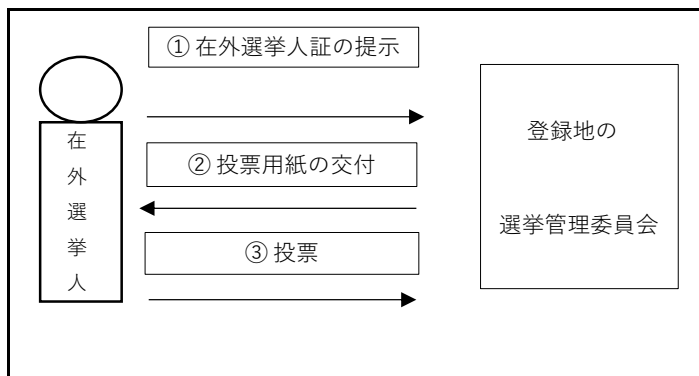 ① 在外選挙人証の提示
在外選挙人
② 投票用紙の交付
③ 投票
登録地の
選挙管理委員会